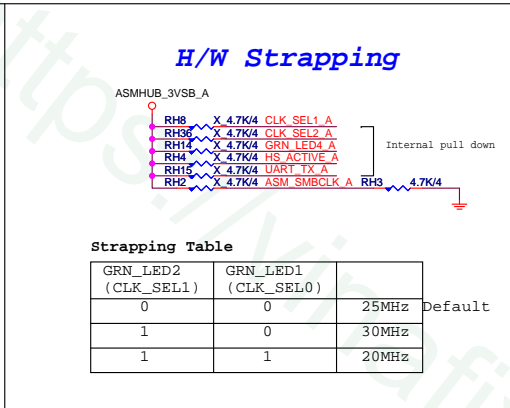 H/W Strapping
ASMHUB_3VSB_A
RH8 X_4.7K/4 CLK_SEL1_A
RH36 X_4.7K/4 CLK_SEL2_A
RH14 X_4.7K/4 GRN_LED4_A
RH4 X_4.7K/4 HS_ACTIVE_A
Internal pull down
RH15 X_4.7K/4 UART_TX_A
RH2 X_4.7K/4 ASM_SMBCLK_A RH3 4.7K/4
Strapping Table
GRN_LED2 GRN_LED1
(CLK_SEL1) (CLK_SEL0)
0 0 25MHz Default
1 0 30MHz
1 1 20MHz